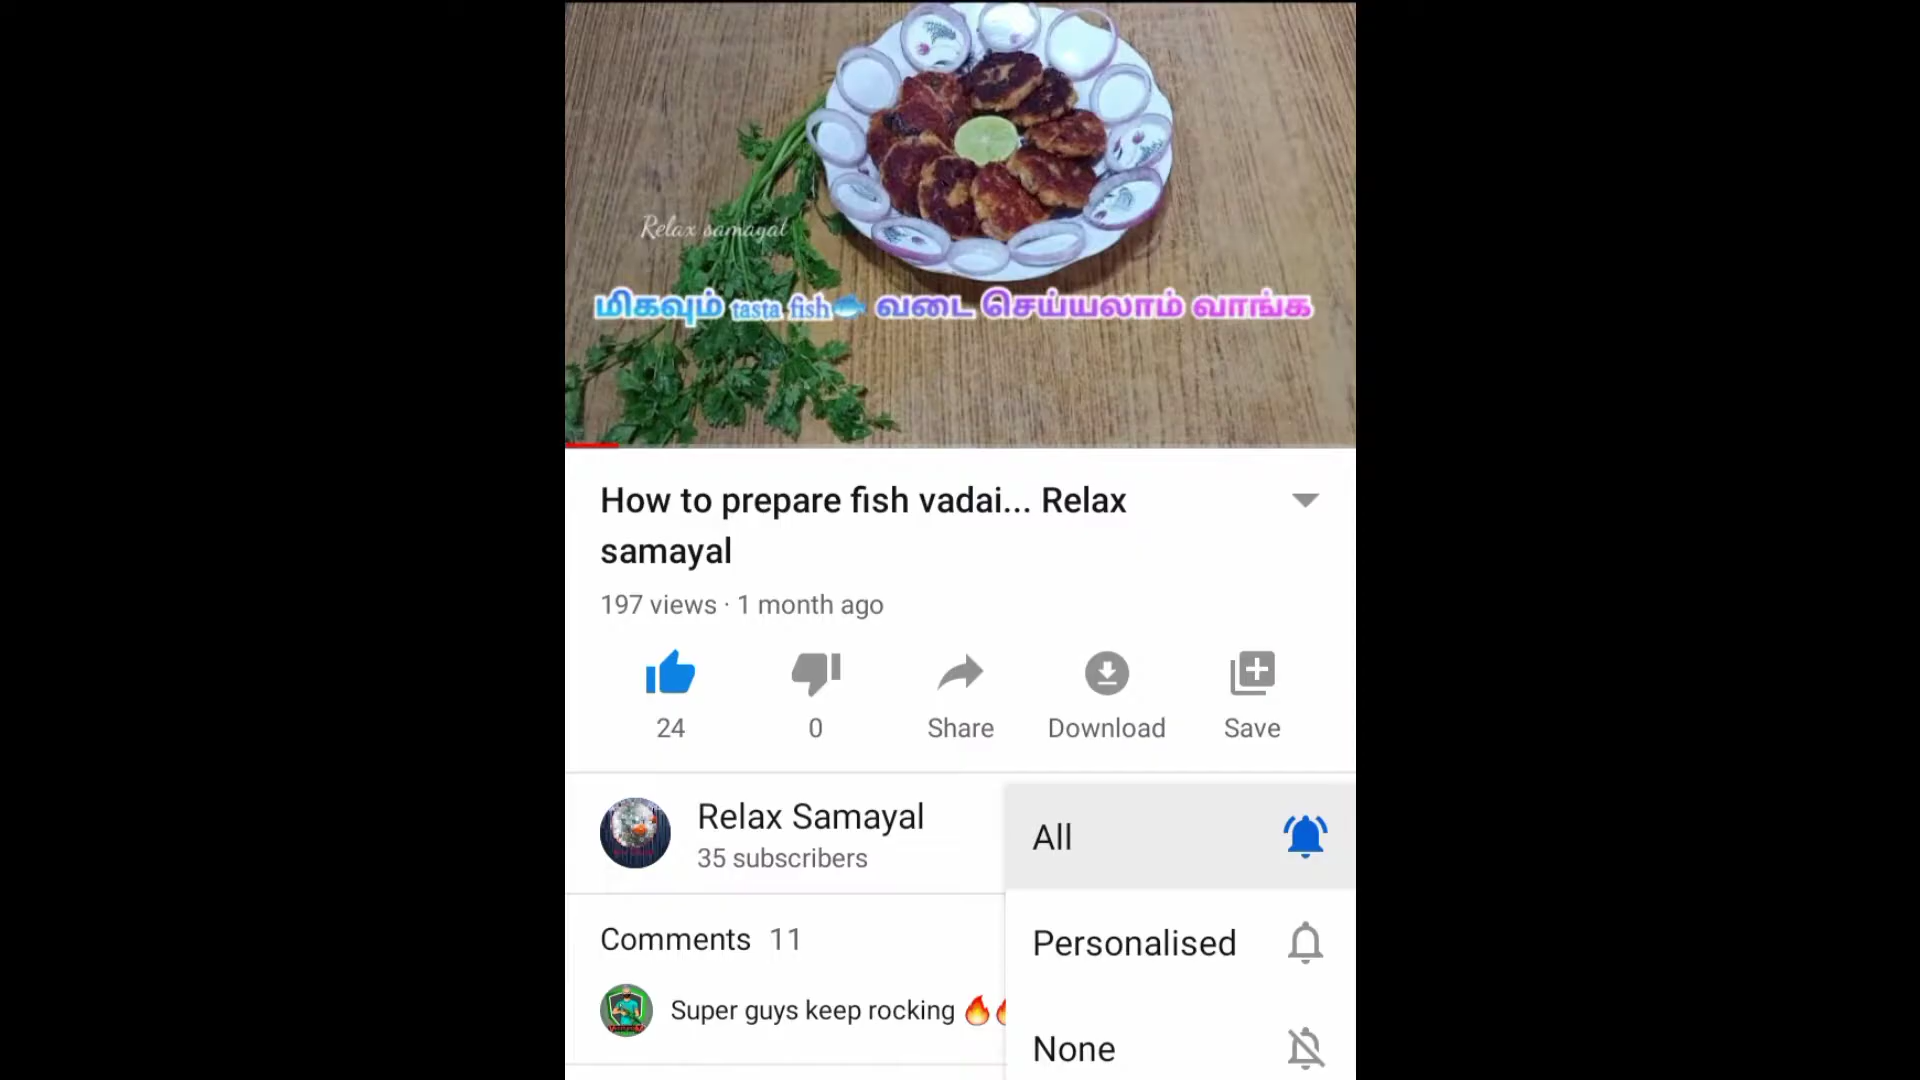 Relax samayal
மிகவும் tasta fish🐟 வடை செய்யலாம் வாங்க
How to prepare fish vadai... Relax
samayal
197 views · 1 month ago
24
0
Share
Download
Save
Relax Samayal
35 subscribers
All
Personalised
None
Comments 11
Super guys keep rocking 🔥